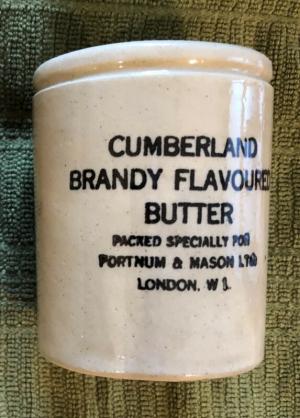 CUMBERLAND
BRANDY FLAVOURED
BUTTER
PACKED SPECIALLY FOR
FORTNUM & MASON LTD
LONDON. W 1.